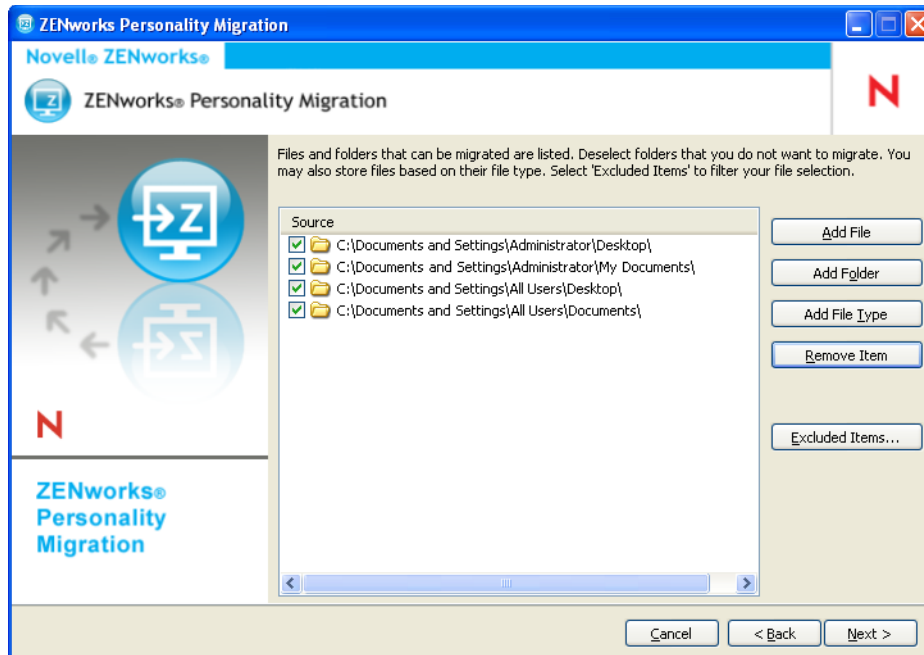 ZENworks Personality Migration
Novell® ZENworks®
ZENworks® Personality Migration
N
Files and folders that can be migrated are listed. Deselect folders that you do not want to migrate. You
may also store files based on their file type. Select 'Excluded Items' to filter your file selection.
Source
C:\Documents and Settings\Administrator\Desktop\
C:\Documents and Settings\Administrator\My Documents\
C:\Documents and Settings\All Users\Desktop\
C:\Documents and Settings\All Users\Documents\
Add File
Add Folder
Add File Type
Remove Item
Excluded Items...
Z
N
ZENworks®
Personality
Migration
Cancel
< Back
Next >